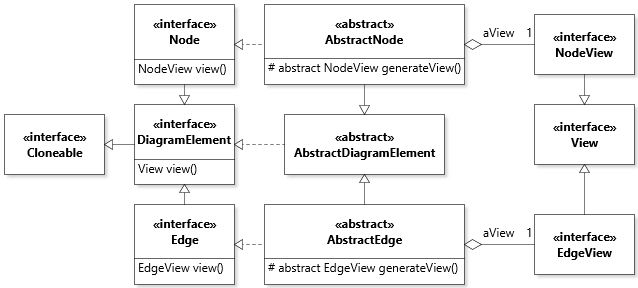 «interface»
Node
NodeView view()
«abstract»
AbstractNode
# abstract NodeView generateView()
aView 1
«interface»
NodeView
«interface»
Cloneable
«interface»
DiagramElement
View view()
«abstract»
AbstractDiagramElement
«interface»
View
«interface»
Edge
EdgeView view()
«abstract»
AbstractEdge
# abstract EdgeView generateView()
aView 1
«interface»
EdgeView